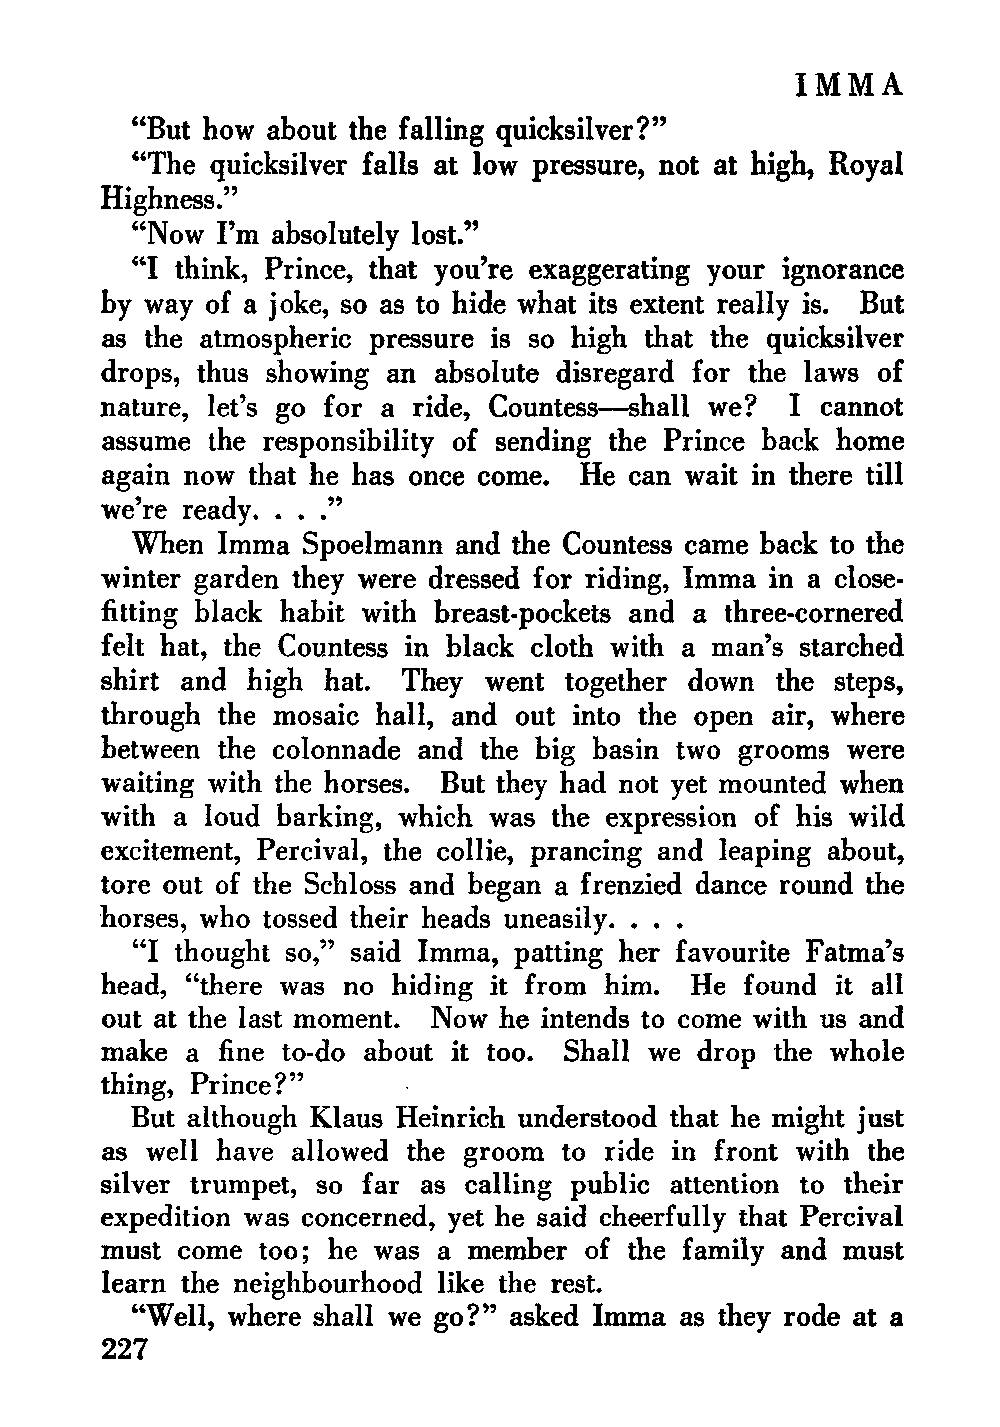 IMMA
“But how about the falling quicksilver?”
“The quicksilver falls at low pressure, not at high, Royal
Highness.”
“Now I’m absolutely lost.”
“I think, Prince, that you’re exaggerating your ignorance
by way of a joke, so as to hide what its extent really is. But
as the atmospheric pressure is so high that the quicksilver
drops, thus showing an absolute disregard for the laws of
nature, let’s go for a ride, Countess—shall we? I cannot
assume the responsibility of sending the Prince back home
again now that he has once come. He can wait in there till
we’re ready. . . .”
When Imma Spoelmann and the Countess came back to the
winter garden they were dressed for riding, Imma in a close-
fitting black habit with breast-pockets and a three-cornered
felt hat, the Countess in black cloth with a man’s starched
shirt and high hat. They went together down the steps,
through the mosaic hall, and out into the open air, where
between the colonnade and the big basin two grooms were
waiting with the horses. But they had not yet mounted when
with a loud barking, which was the expression of his wild
excitement, Percival, the collie, prancing and leaping about,
tore out of the Schloss and began a frenzied dance round the
horses, who tossed their heads uneasily. . . .
“I thought so,” said Imma, patting her favourite Fatma’s
head, “there was no hiding it from him. He found it all
out at the last moment. Now he intends to come with us and
make a fine to-do about it too. Shall we drop the whole
thing, Prince?”
But although Klaus Heinrich understood that he might just
as well have allowed the groom to ride in front with the
silver trumpet, so far as calling public attention to their
expedition was concerned, yet he said cheerfully that Percival
must come too; he was a member of the family and must
learn the neighbourhood like the rest.
“Well, where shall we go?” asked Imma as they rode at a
227